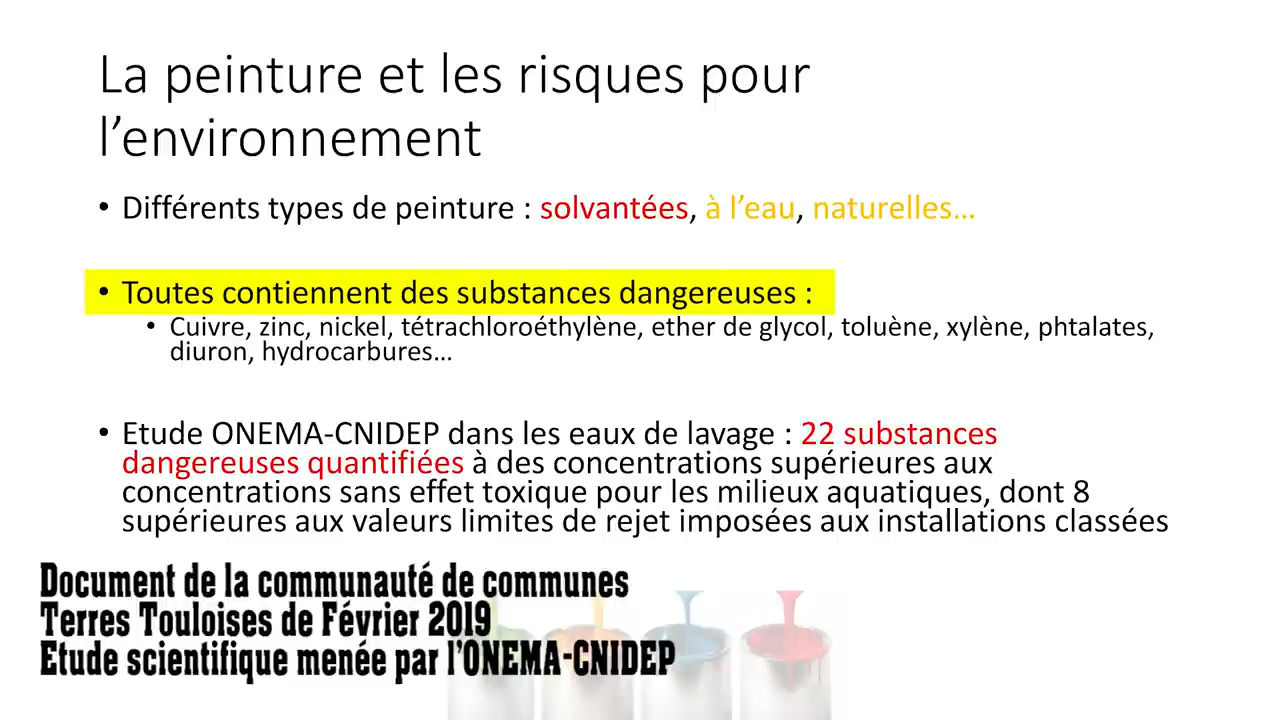 La peinture et les risques pour
l’environnement
• Différents types de peinture : solvantées, à l’eau, naturelles…
• Toutes contiennent des substances dangereuses :
• Cuivre, zinc, nickel, tétrachloroéthylène, ether de glycol, toluène, xylène, phtalates,
diuron, hydrocarbures…
• Etude ONEMA-CNIDEP dans les eaux de lavage : 22 substances
dangereuses quantifiées à des concentrations supérieures aux
concentrations sans effet toxique pour les milieux aquatiques, dont 8
supérieures aux valeurs limites de rejet imposées aux installations classées
Document de la communauté de communes
Terres Touloises de Février 2019
Etude scientifique menée par l’ONEMA-CNIDEP